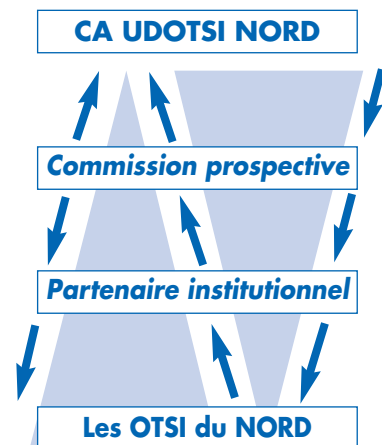 CA UDOTSI NORD
Commission prospective
Partenaire institutionnel
Les OTSI du NORD